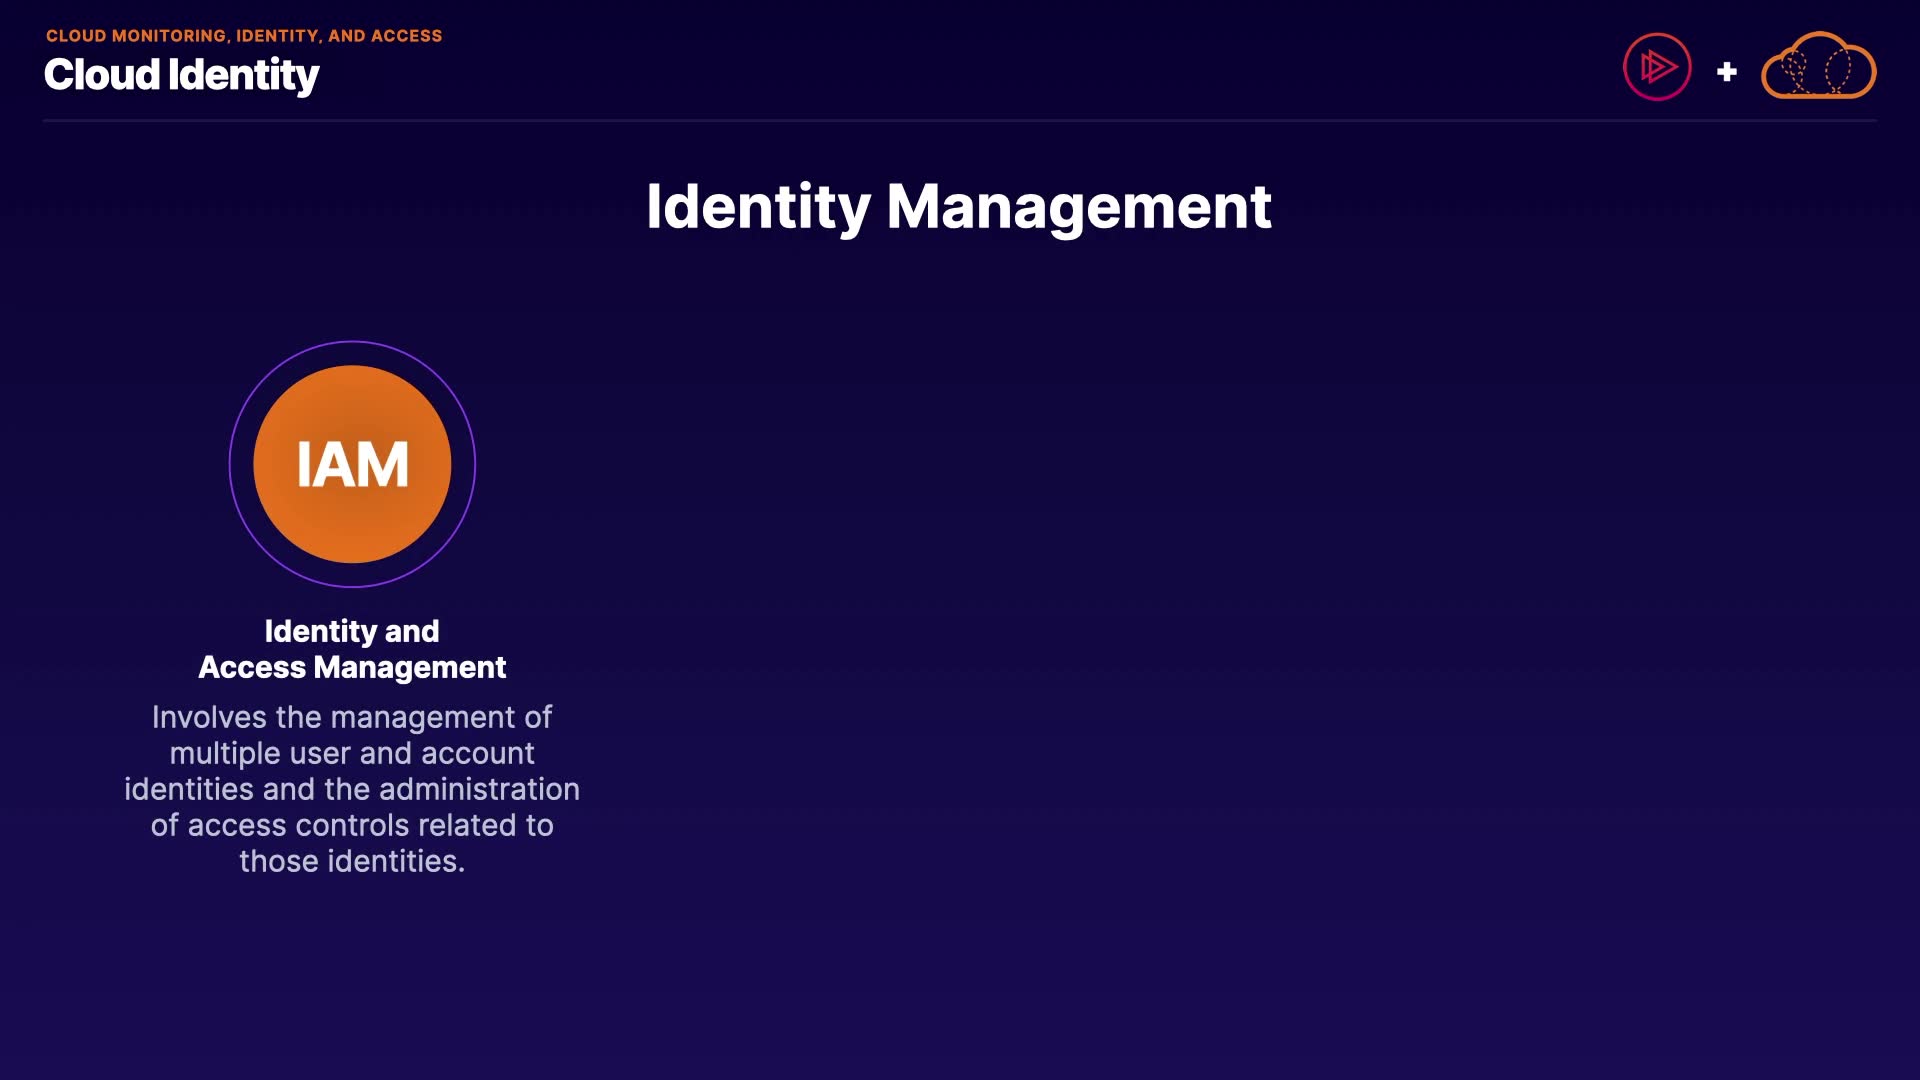 CLOUD MONITORING, IDENTITY, AND ACCESS
Cloud Identity
Identity Management
IAM
Identity and
Access Management
Involves the management of
multiple user and account
identities and the administration
of access controls related to
those identities.